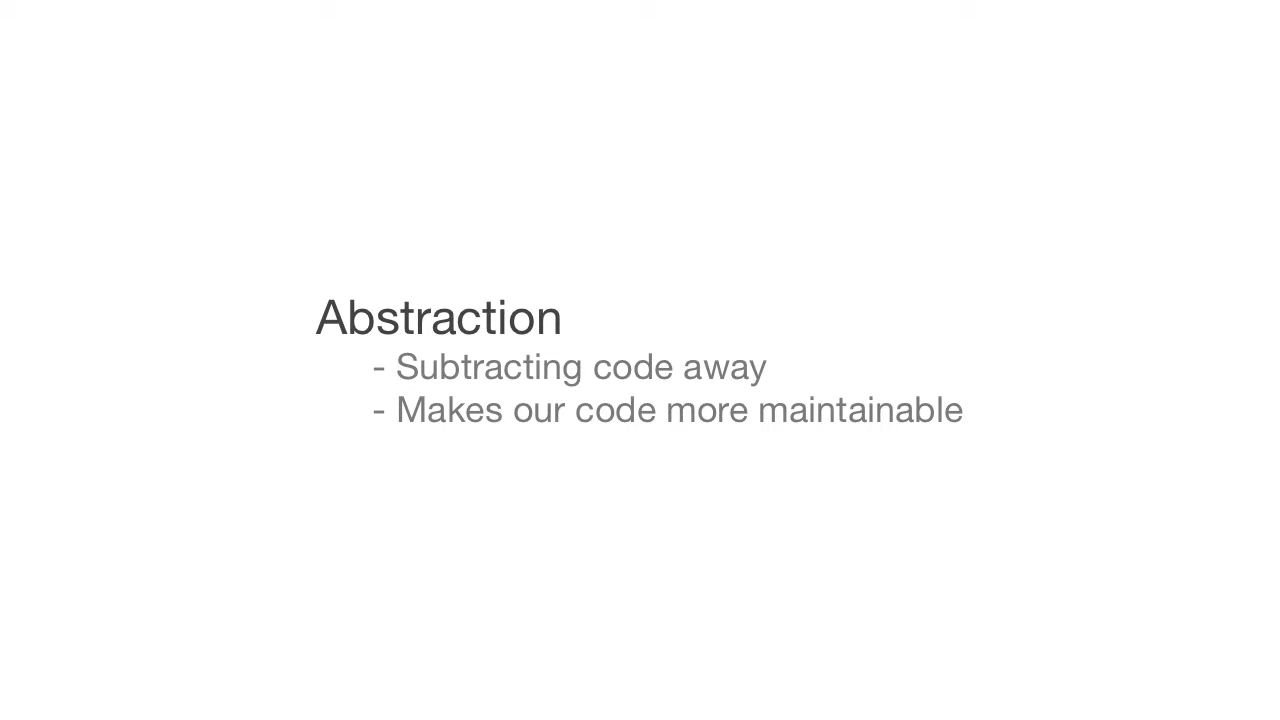 Abstraction
- Subtracting code away
- Makes our code more maintainable